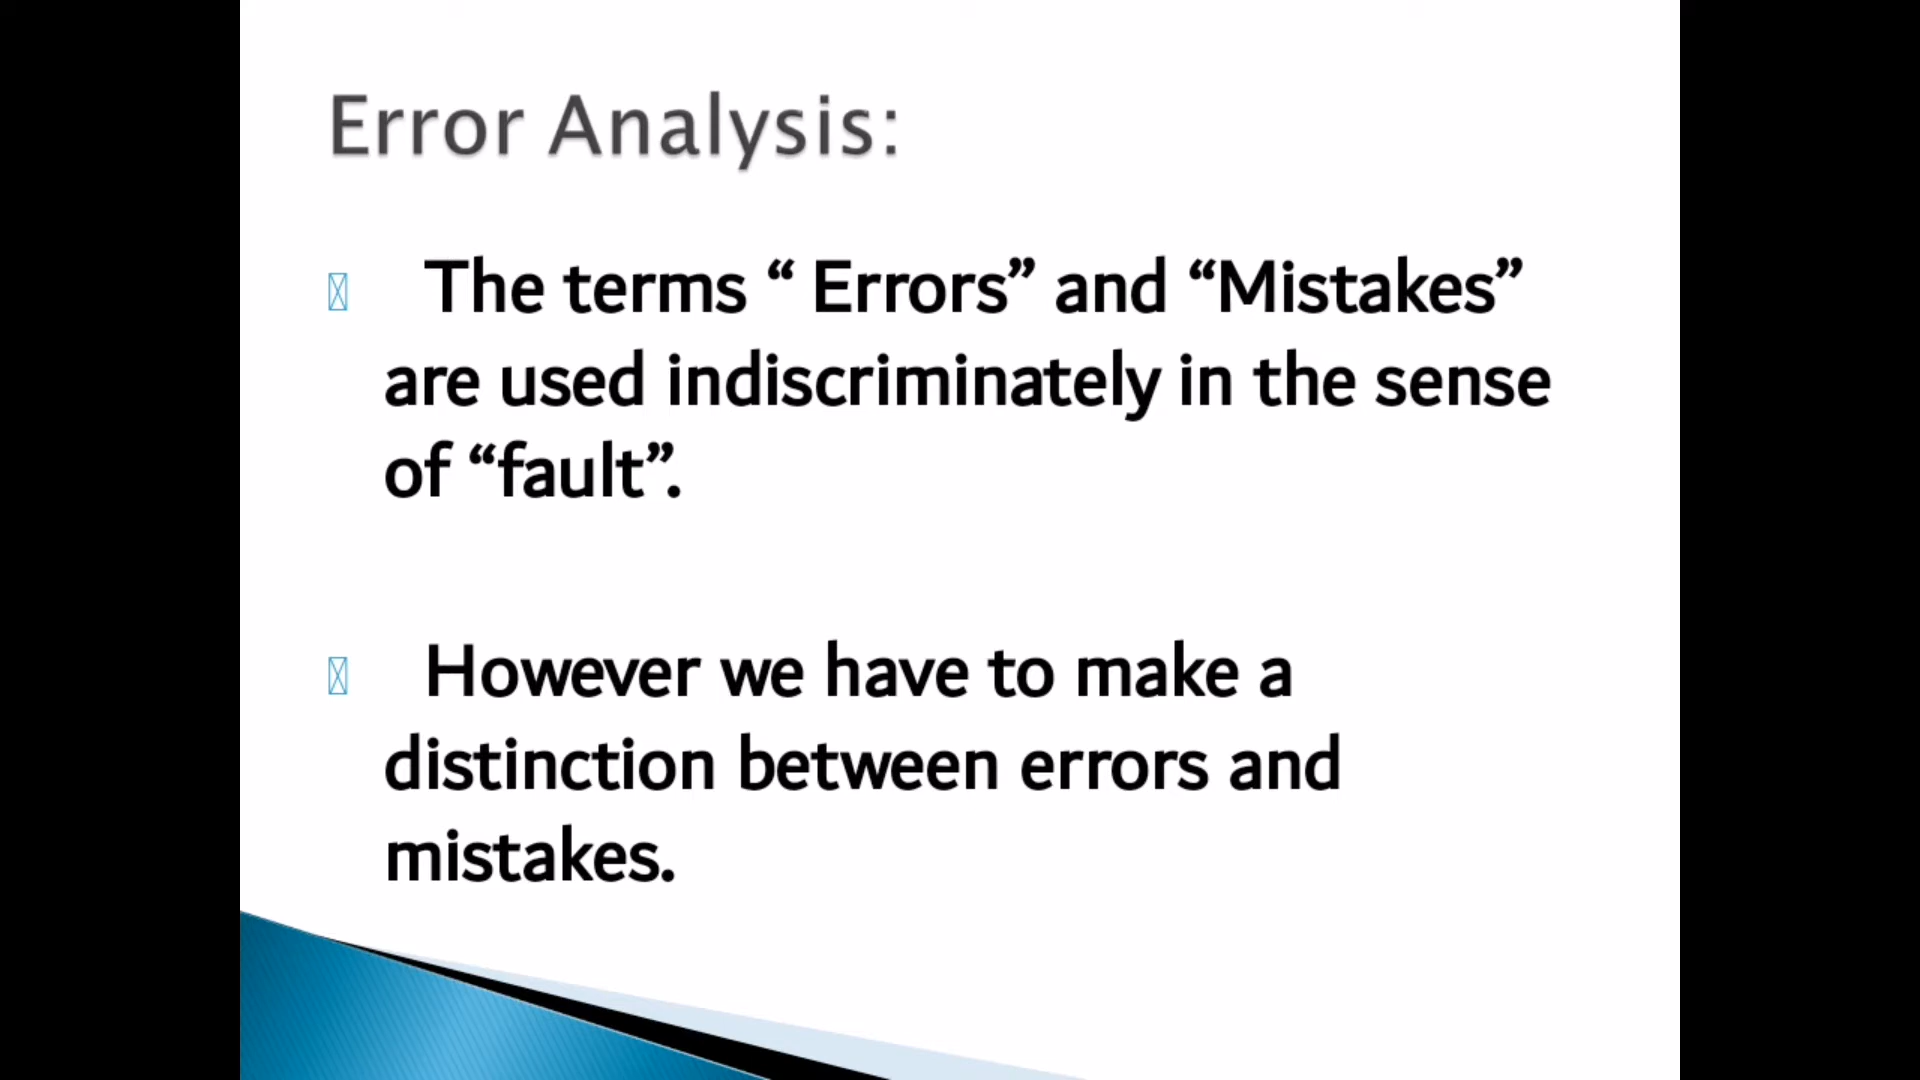 Error Analysis:
The terms “ Errors” and “Mistakes”
are used indiscriminately in the sense
of “fault”.
However we have to make a
distinction between errors and
mistakes.